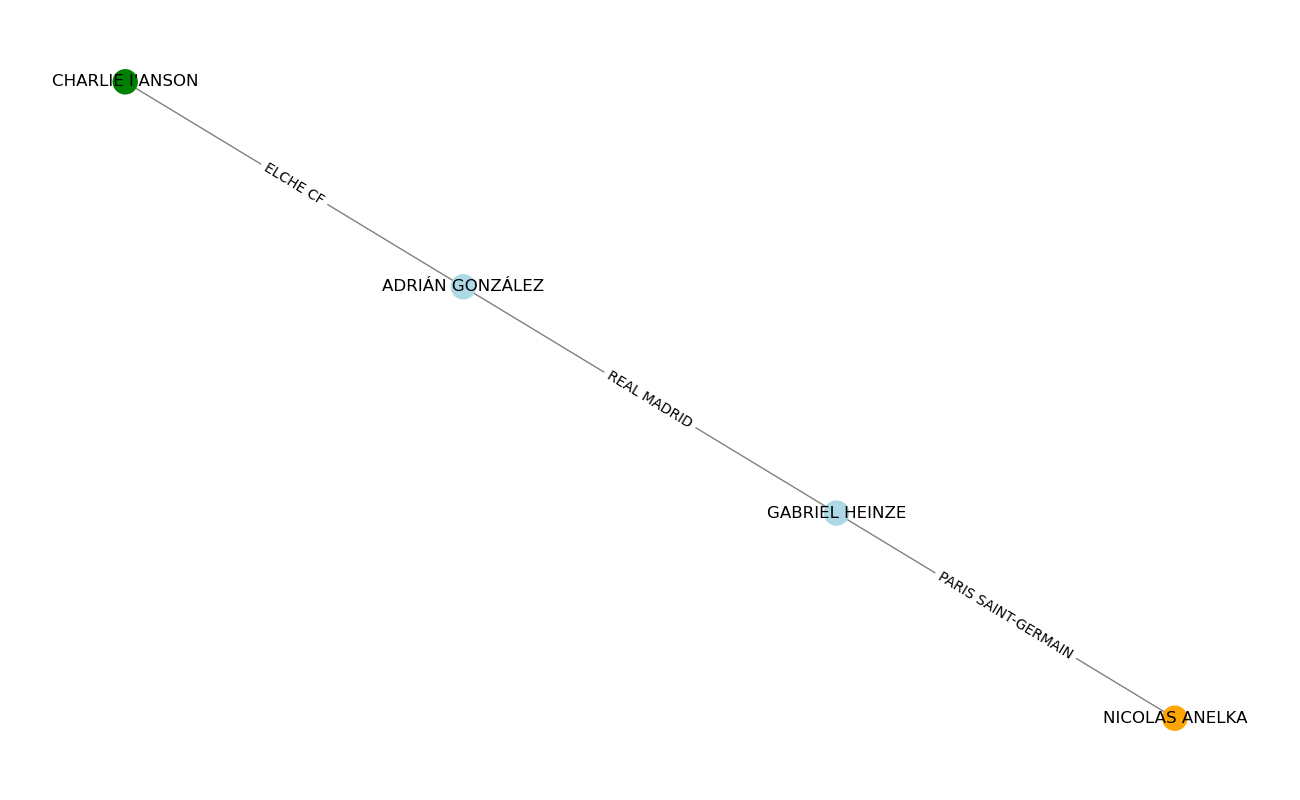 CHARLIE I'ANSON
ELCHE CF
ADRIÁN GONZÁLEZ
REAL MADRID
GABRIEL HEINZE
PARIS SAINT-GERMAIN
NICOLAS ANELKA